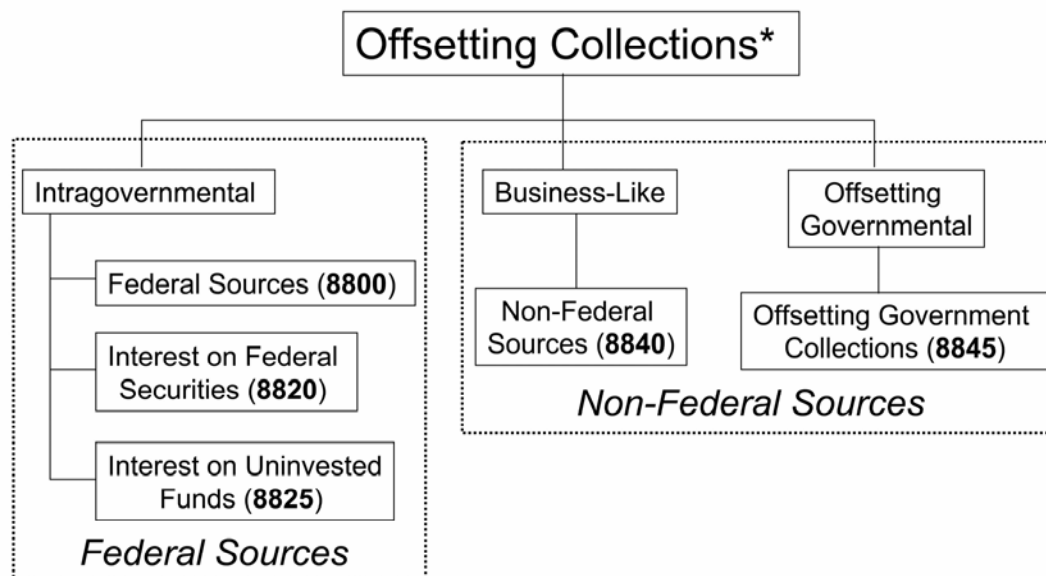 Offsetting Collections*
Intragovernmental
Federal Sources (8800)
Interest on Federal
Securities (8820)
Interest on Uninvested
Funds (8825)
Federal Sources
Business-Like
Non-Federal
Sources (8840)
Offsetting
Governmental
Offsetting Government
Collections (8845)
Non-Federal Sources